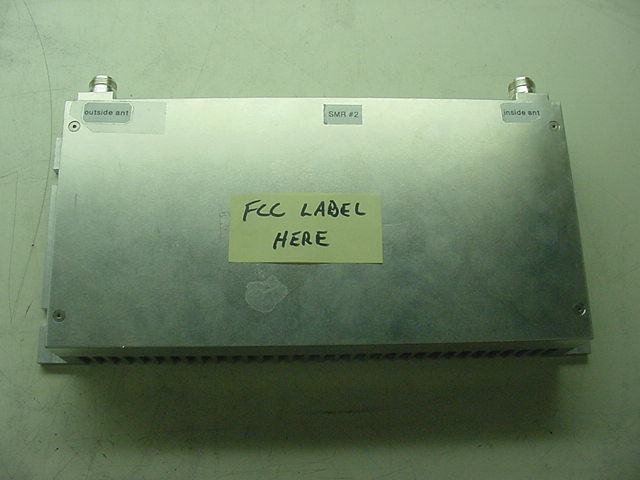 outside ant
SMR #2
inside ant
FCC LABEL
HERE